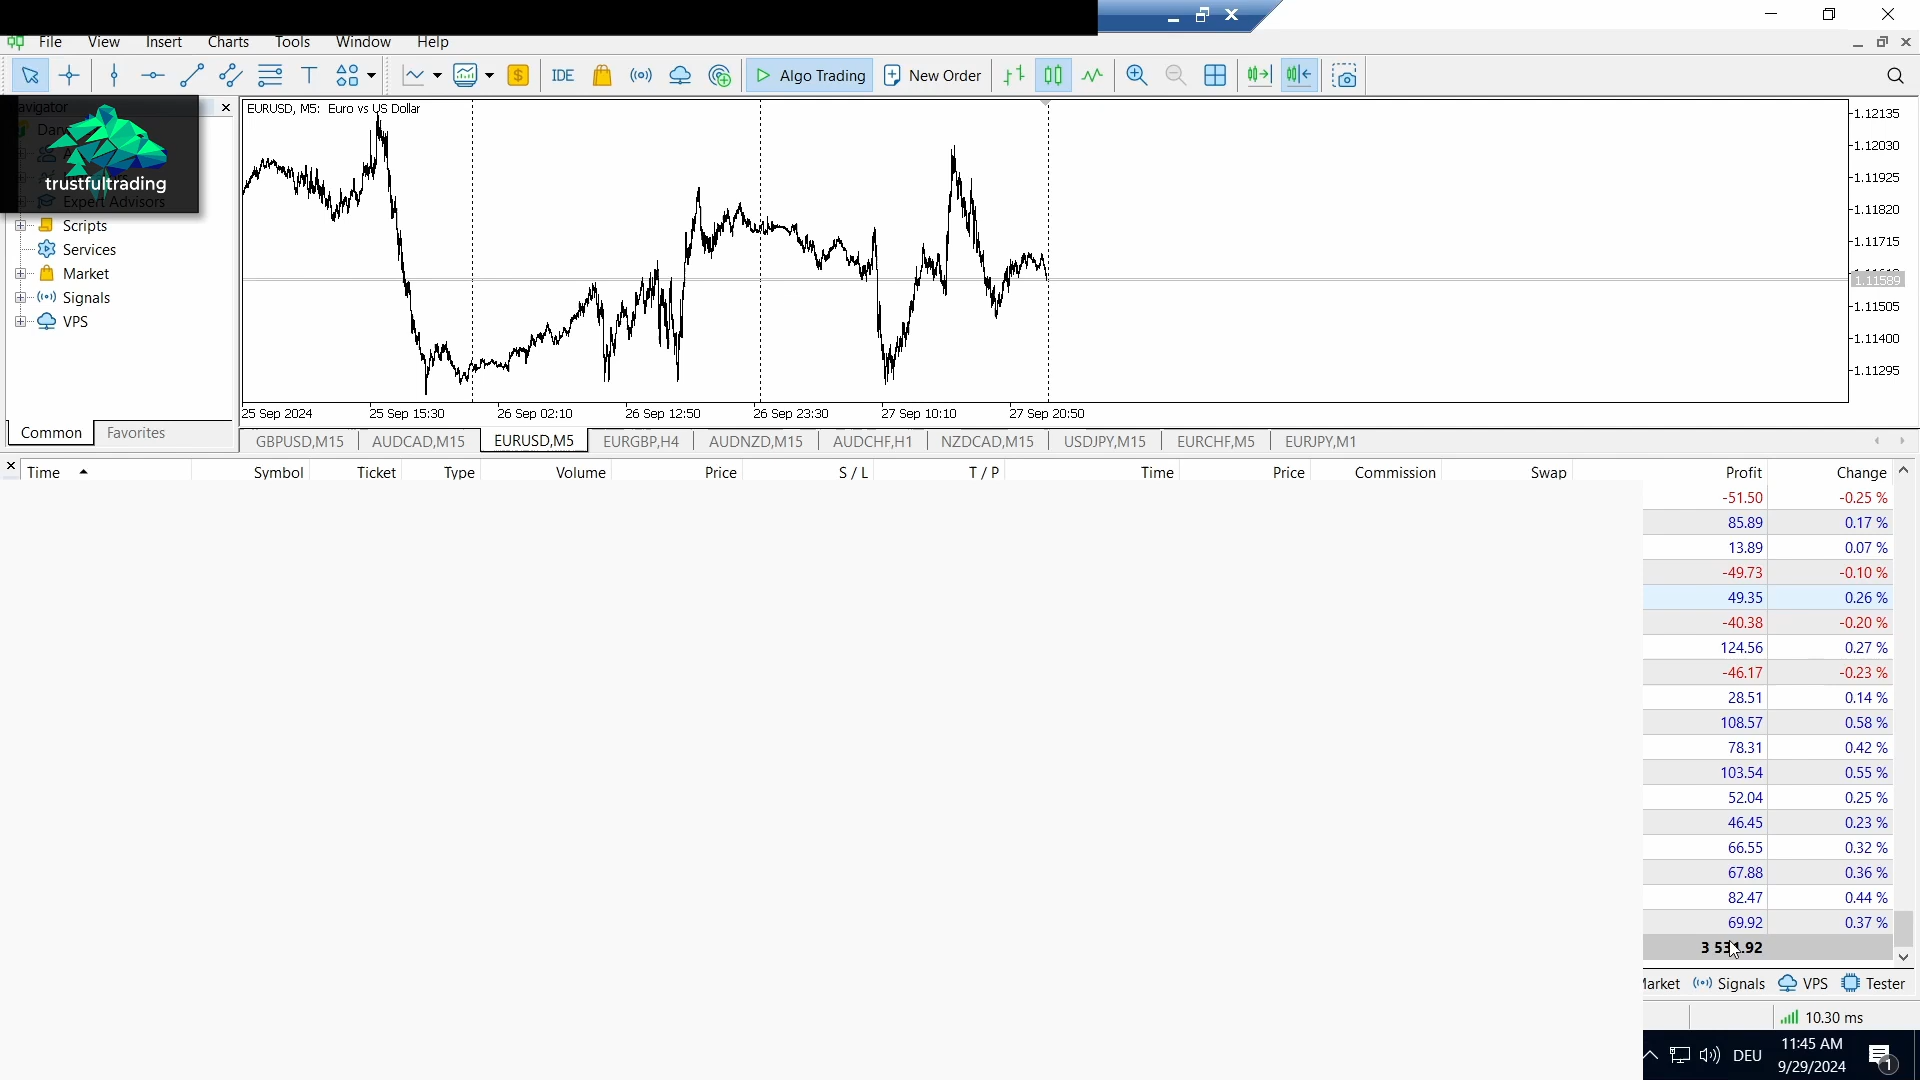 File View Insert Charts Tools Window Help
IDE Algo Trading New Order
trustfultrading
Expert Advisors
Scripts
Services
Market
Signals
VPS
Common Favorites
EURUSD, M5: Euro vs US Dollar
1.12135
1.12030
1.11925
1.11820
1.11715
1.11589
1.11505
1.11400
1.11295
25 Sep 2024 25 Sep 15:30 26 Sep 02:10 26 Sep 12:50 26 Sep 23:30 27 Sep 10:10 27 Sep 20:50
GBPUSD,M15 AUDCAD,M15 EURUSD,M5 EURGBP,H4 AUDNZD,M15 AUDCHF,H1 NZDCAD,M15 USDJPY,M15 EURCHF,M5 EURJPY,M1
Time Symbol Ticket Type Volume Price S / L T / P Time Price Commission Swap Profit Change
-51.50 -0.25 %
85.89 0.17 %
13.89 0.07 %
-49.73 -0.10 %
49.35 0.26 %
-40.38 -0.20 %
124.56 0.27 %
-46.17 -0.23 %
28.51 0.14 %
108.57 0.58 %
78.31 0.42 %
103.54 0.55 %
52.04 0.25 %
46.45 0.23 %
66.55 0.32 %
67.88 0.36 %
82.47 0.44 %
69.92 0.37 %
Signals VPS Tester
10.30 ms
DEU 11:45 AM
9/29/2024 1